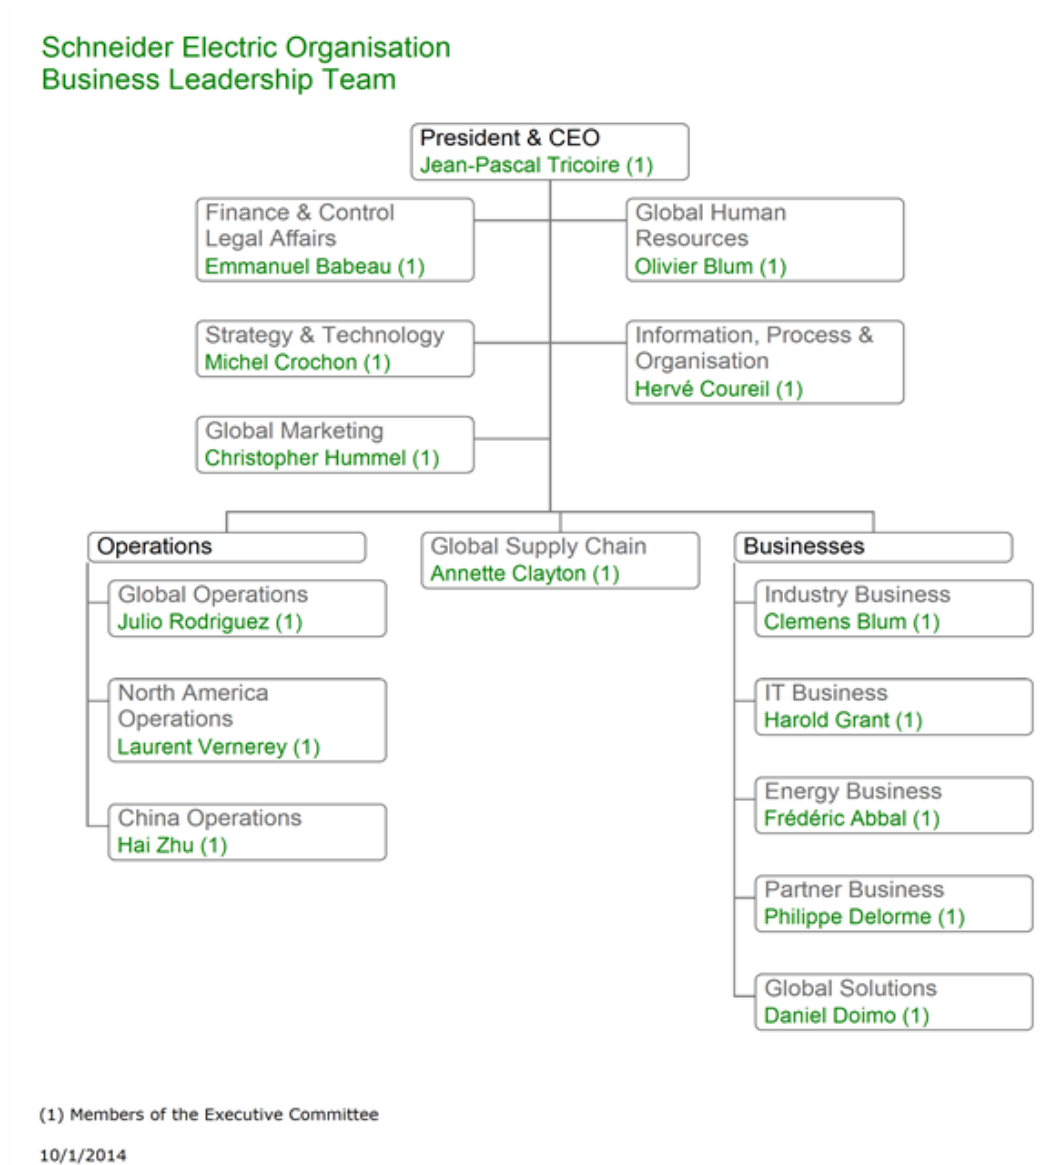 Schneider Electric Organisation
Business Leadership Team
President & CEO
Jean-Pascal Tricoire (1)
Finance & Control
Legal Affairs
Emmanuel Babeau (1)
Global Human
Resources
Olivier Blum (1)
Strategy & Technology
Michel Crochon (1)
Information, Process &
Organisation
Hervé Coureil (1)
Global Marketing
Christopher Hummel (1)
Operations
Global Operations
Julio Rodriguez (1)
North America
Operations
Laurent Vernerey (1)
China Operations
Hai Zhu (1)
Global Supply Chain
Annette Clayton (1)
Businesses
Industry Business
Clemens Blum (1)
IT Business
Harold Grant (1)
Energy Business
Frédéric Abbal (1)
Partner Business
Philippe Delorme (1)
Global Solutions
Daniel Doimo (1)
(1) Members of the Executive Committee
10/1/2014